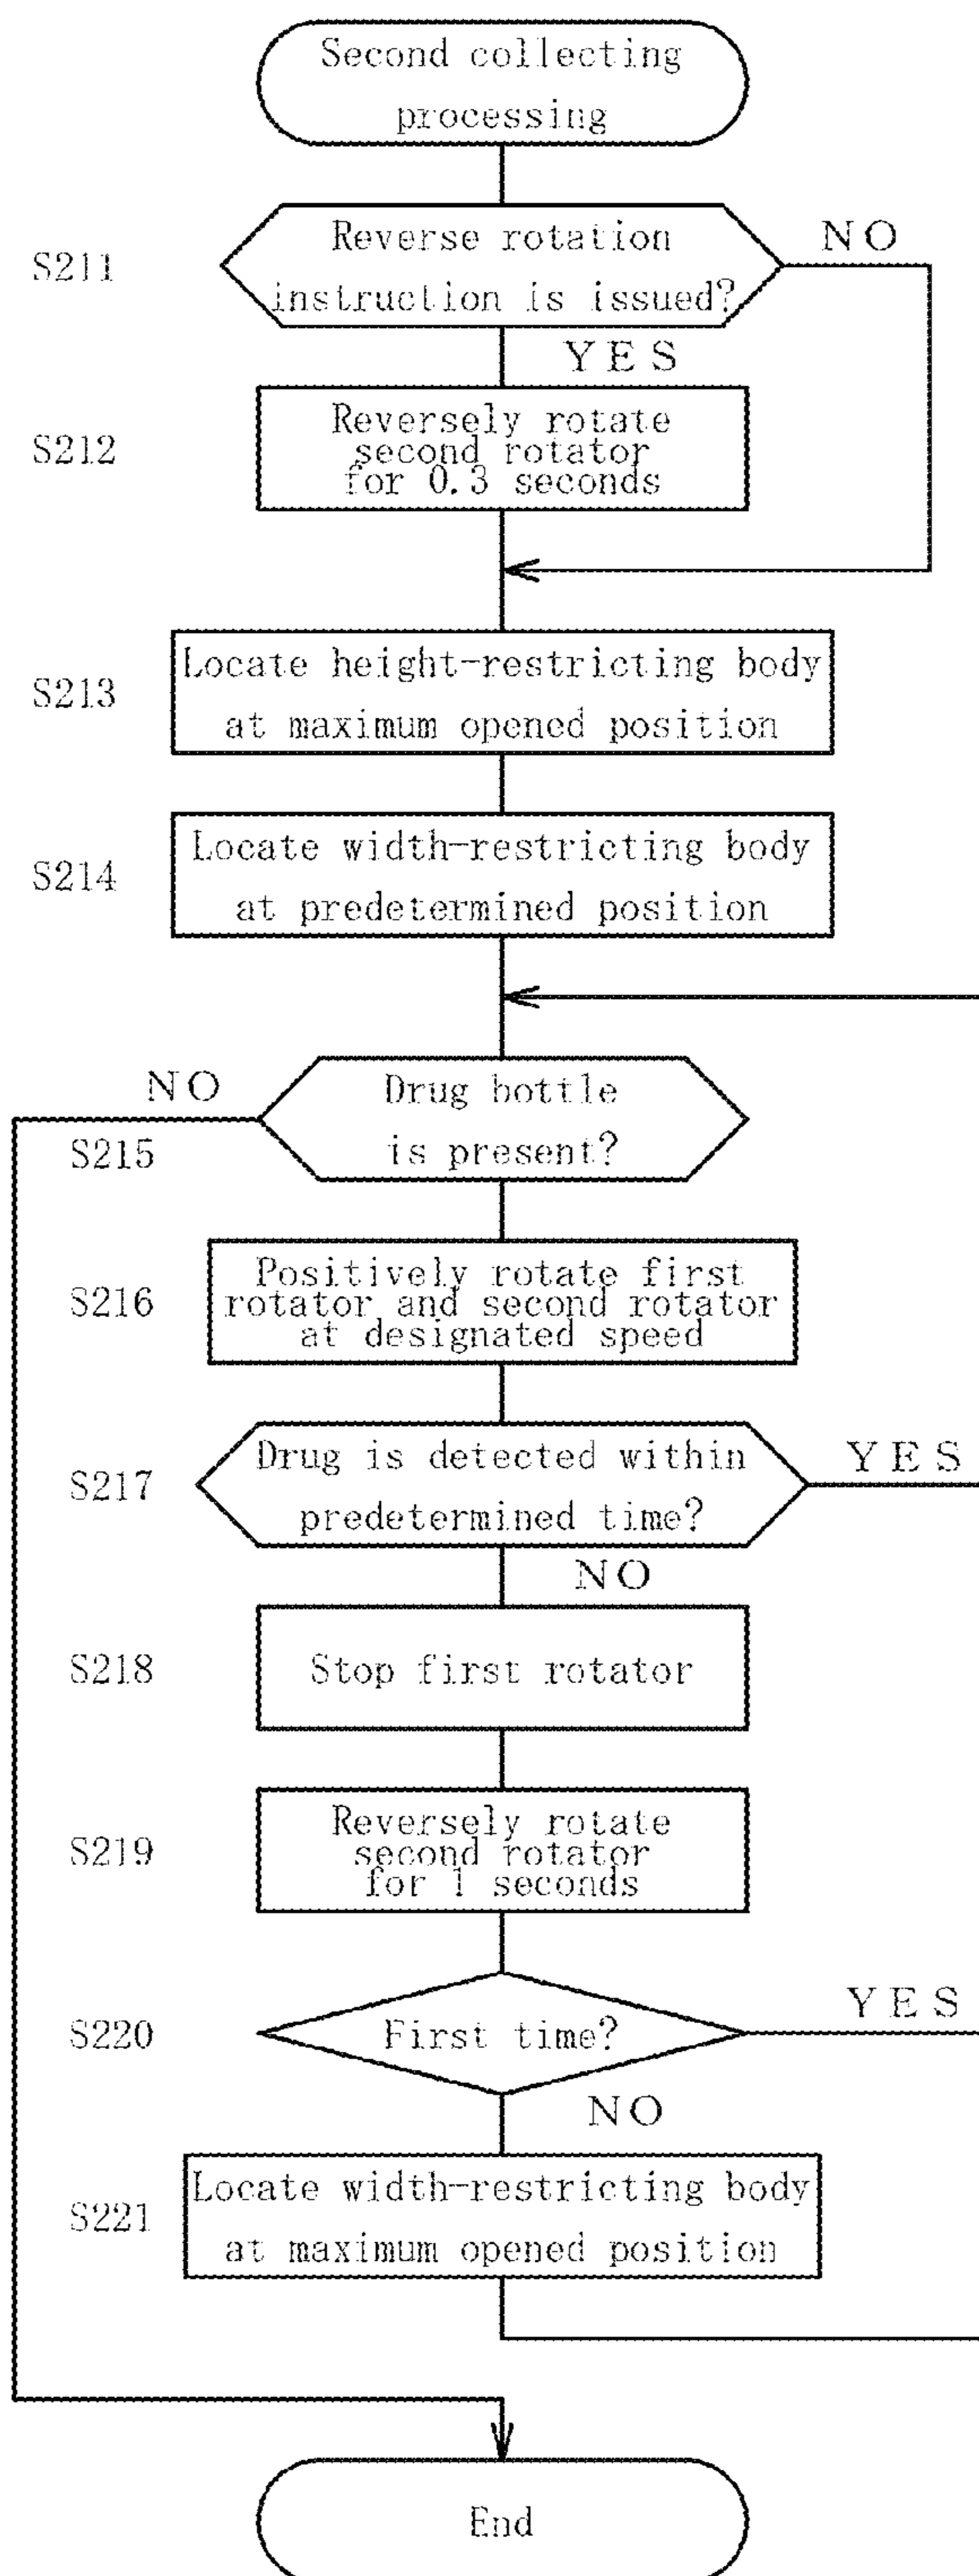 Second collecting
processing
S211
Reverse rotation
instruction is issued?
NO
YES
S212
Reversely rotate
second rotator
for 0.3 seconds
S213
Locate height-restricting body
at maximum opened position
S214
Locate width-restricting body
at predetermined position
NO
S215
Drug bottle
is present?
S216
Positively rotate first
rotator and second rotator
at designated speed
S217
Drug is detected within
predetermined time?
YES
NO
S218
Stop first rotator
S219
Reversely rotate
second rotator
for 1 seconds
S220
First time?
YES
NO
S221
Locate width-restricting body
at maximum opened position
End